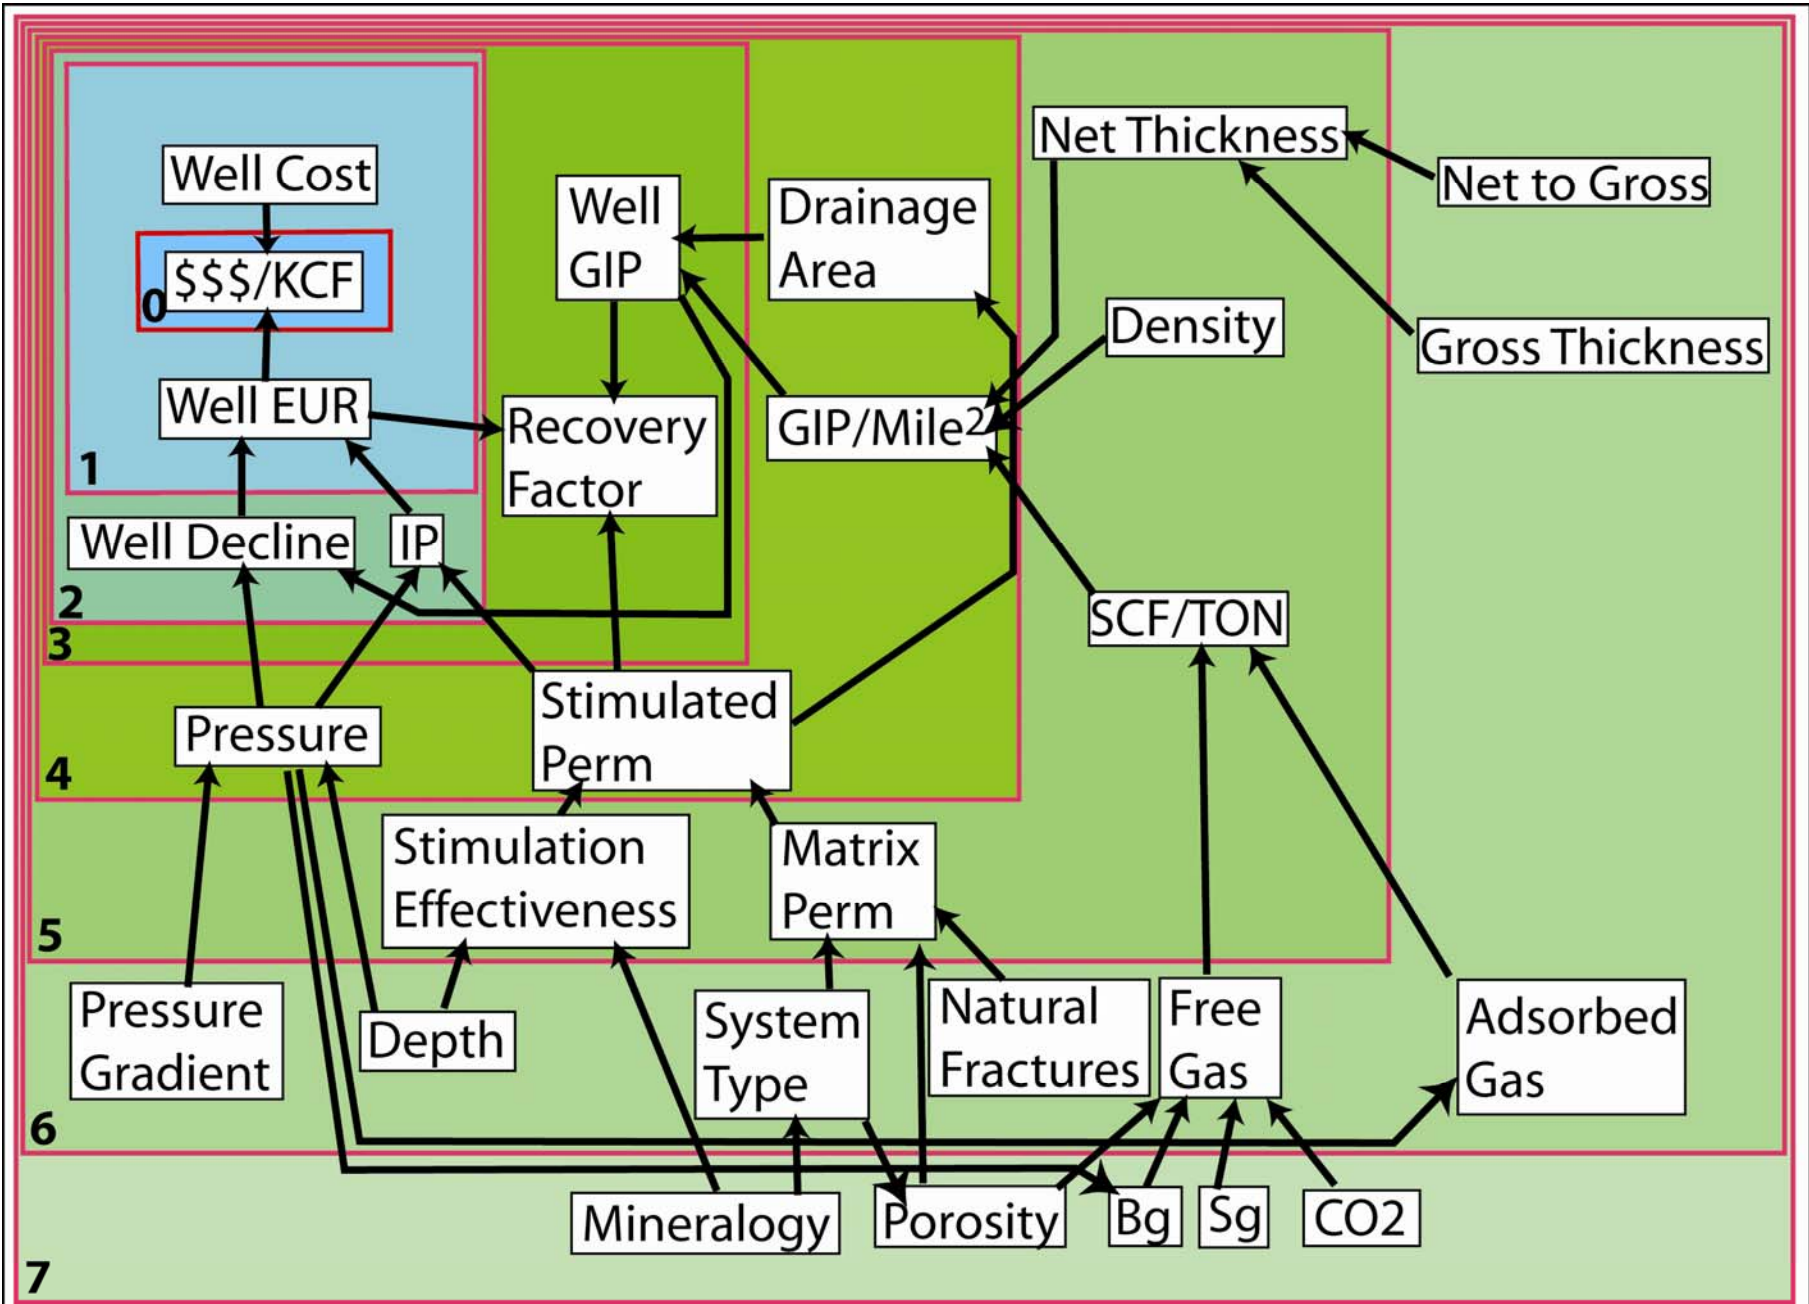 Well Cost
$$$/KCF
0
Well EUR
1
Well Decline
IP
2
Well
GIP
Recovery
Factor
3
Drainage
Area
GIP/Mile2
Pressure
Stimulated
Perm
4
Net Thickness
Density
SCF/TON
Stimulation
Effectiveness
Matrix
Perm
5
Net to Gross
Gross Thickness
Pressure
Gradient
Depth
System
Type
Natural
Fractures
Free
Gas
Adsorbed
Gas
6
Mineralogy
Porosity
Bg
Sg
CO2
7